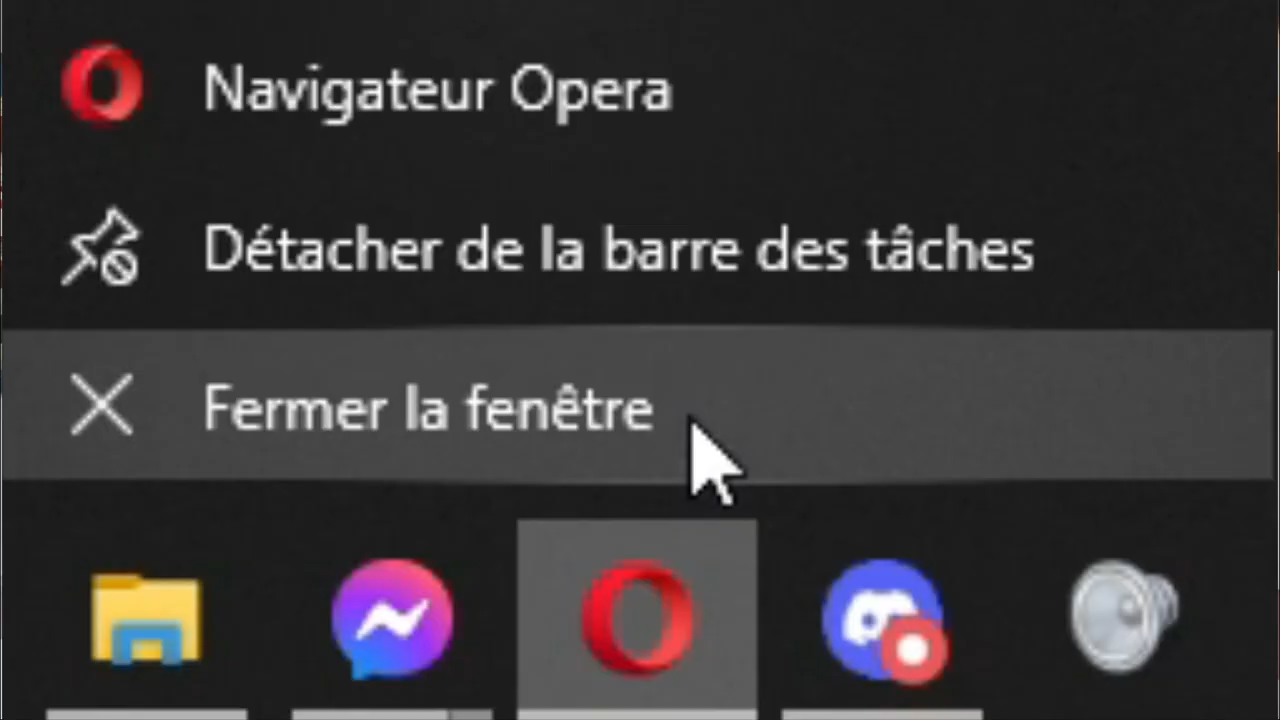 Navigateur Opera
Détacher de la barre des tâches
Fermer la fenêtre